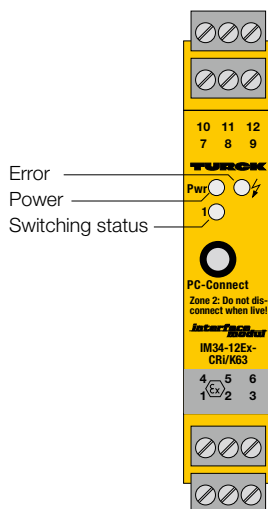 10 11 12
7 8 9
TURCK
Error
Pwr
Power
1
Switching status
PC-Connect
Zone 2: Do not dis-
connect when live!
interface
modul
IM34-12Ex-
CRi/K63
4 5 6
Ex
1 2 3